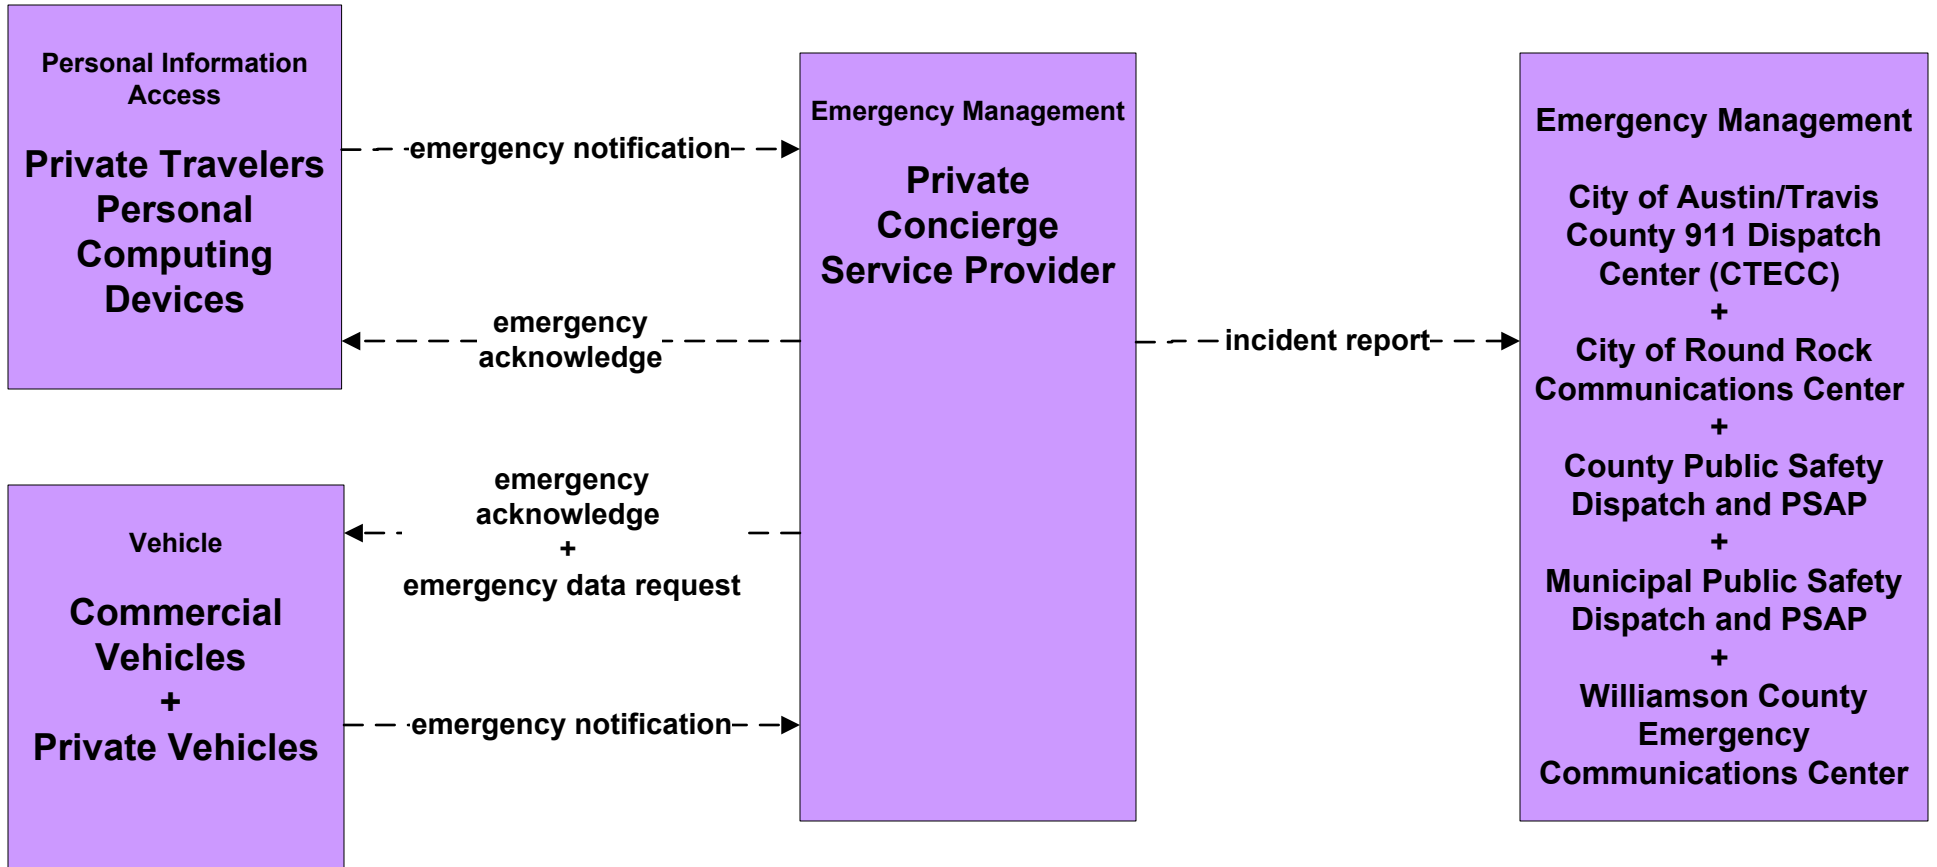 Personal Information
Access
Private Travelers
Personal
Computing
Devices
emergency notification
emergency
acknowledge
Vehicle
Commercial
Vehicles
+
Private Vehicles
emergency
acknowledge
+
emergency data request
emergency notification
Emergency Management
Private
Concierge
Service Provider
incident report
Emergency Management
City of Austin/Travis
County 911 Dispatch
Center (CTECC)
+
City of Round Rock
Communications Center
+
County Public Safety
Dispatch and PSAP
+
Municipal Public Safety
Dispatch and PSAP
+
Williamson County
Emergency
Communications Center